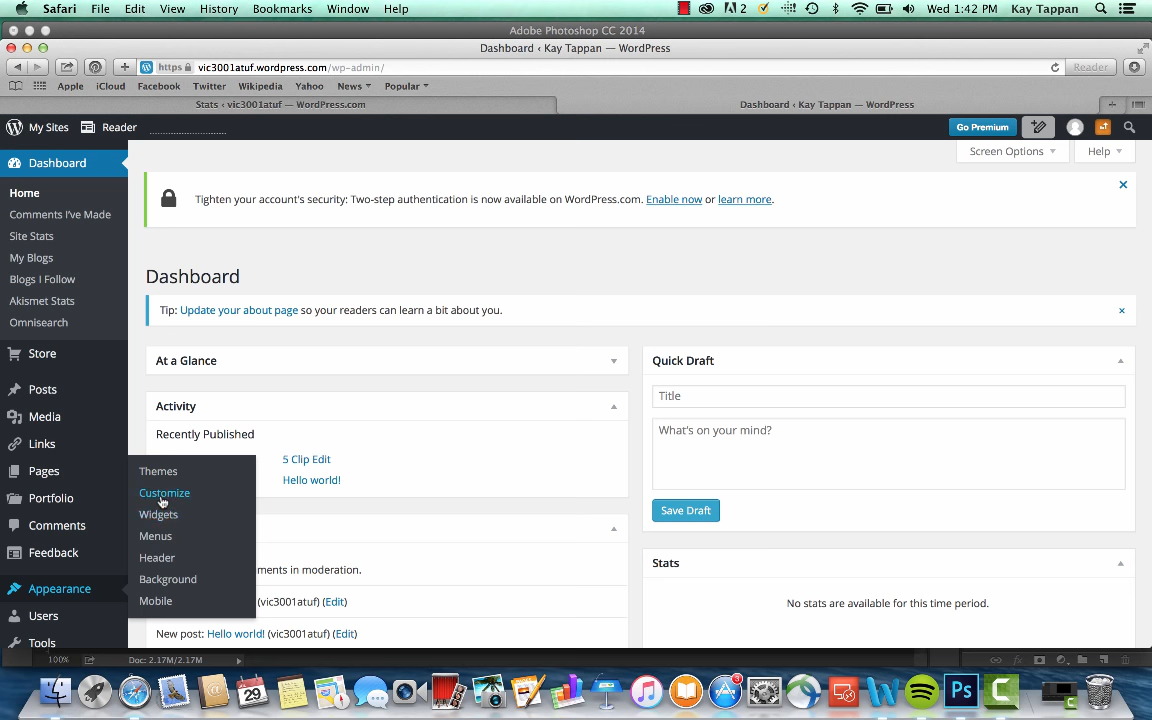 Safari File Edit View History Bookmarks Window Help 2 Wed 1:42 PM Kay Tappan
Adobe Photoshop CC 2014
Dashboard ‹ Kay Tappan — WordPress
https vic3001atuf.wordpress.com/wp-admin/ Reader
Apple iCloud Facebook Twitter Wikipedia Yahoo News Popular
Stats ‹ vic3001atuf — WordPress.com Dashboard ‹ Kay Tappan — WordPress
My Sites Reader Go Premium
Dashboard
Screen Options Help
Home
Comments I've Made
Site Stats
My Blogs
Blogs I Follow
Akismet Stats
Omnisearch
Store
Posts
Media
Links
Pages
Portfolio
Comments
Feedback
Appearance
Users
Tools
Themes
Customize
Widgets
Menus
Header
Background
Mobile
Tighten your account's security: Two-step authentication is now available on WordPress.com. Enable now or learn more.
Dashboard
Tip: Update your about page so your readers can learn a bit about you.
At a Glance
Activity
Recently Published
5 Clip Edit
Hello world!
ments in moderation.
(vic3001atuf) (Edit)
New post: Hello world! (vic3001atuf) (Edit)
Quick Draft
Title
What's on your mind?
Save Draft
Stats
No stats are available for this time period.
100% Doc: 2.17M/2.17M
29
3
Ps
C